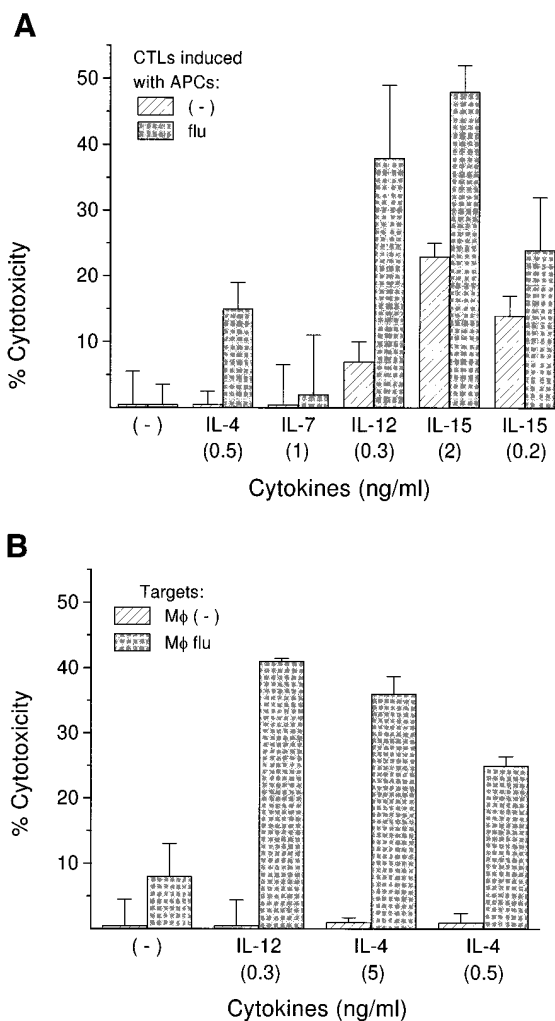 A
CTLs induced
with APCs:
( - )
flu
50
40
30
20
10
% Cytotoxicity
( - ) IL-4 IL-7 IL-12 IL-15 IL-15
(0.5) (1) (0.3) (2) (0.2)
Cytokines (ng/ml)
B
Targets:
Mϕ ( - )
Mϕ flu
50
40
30
20
10
% Cytotoxicity
( - ) IL-12 IL-4 IL-4
(0.3) (5) (0.5)
Cytokines (ng/ml)